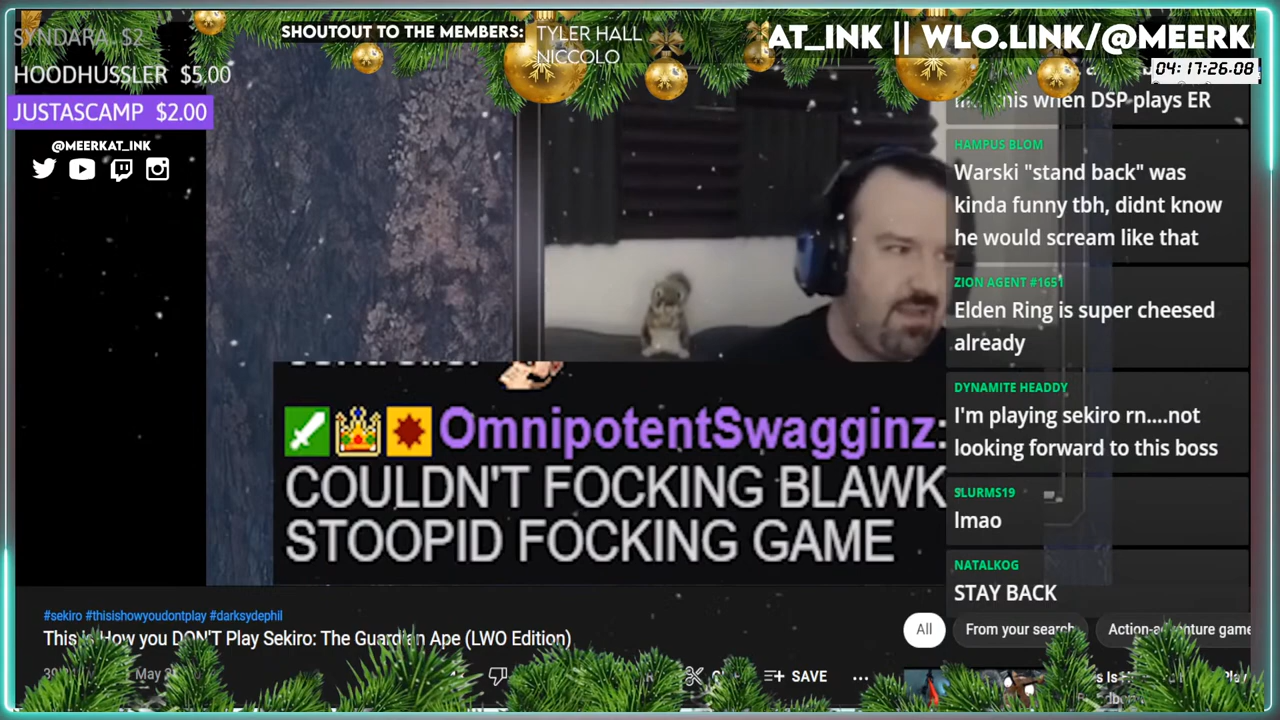 SYNDARA $2
HOODHUSSLER $5.00
JUSTASCAMP $2.00
@MEERKAT_INK
SHOUTOUT TO THE MEMBERS:
TYLER HALL
NICCOLO
AT_INK || WLO.LINK/@MEERKA
04:17:26.08
this when DSP plays ER
HAMPUS BLOM
Warski "stand back" was
kinda funny tbh, didnt know
he would scream like that
ZION AGENT #1651
Elden Ring is super cheesed
already
DYNAMITE HEADDY
I'm playing sekiro rn....not
looking forward to this boss
SLURMS19
lmao
NATALKOG
STAY BACK
OmnipotentSwagginz:
COULDN'T FOCKING BLAWK
STOOPID FOCKING GAME
#sekiro #thisishowyoudontplay #darksydephil
This Is How you DON'T Play Sekiro: The Guardian Ape (LWO Edition)
SAVE
All
From your search
Action-adventure game